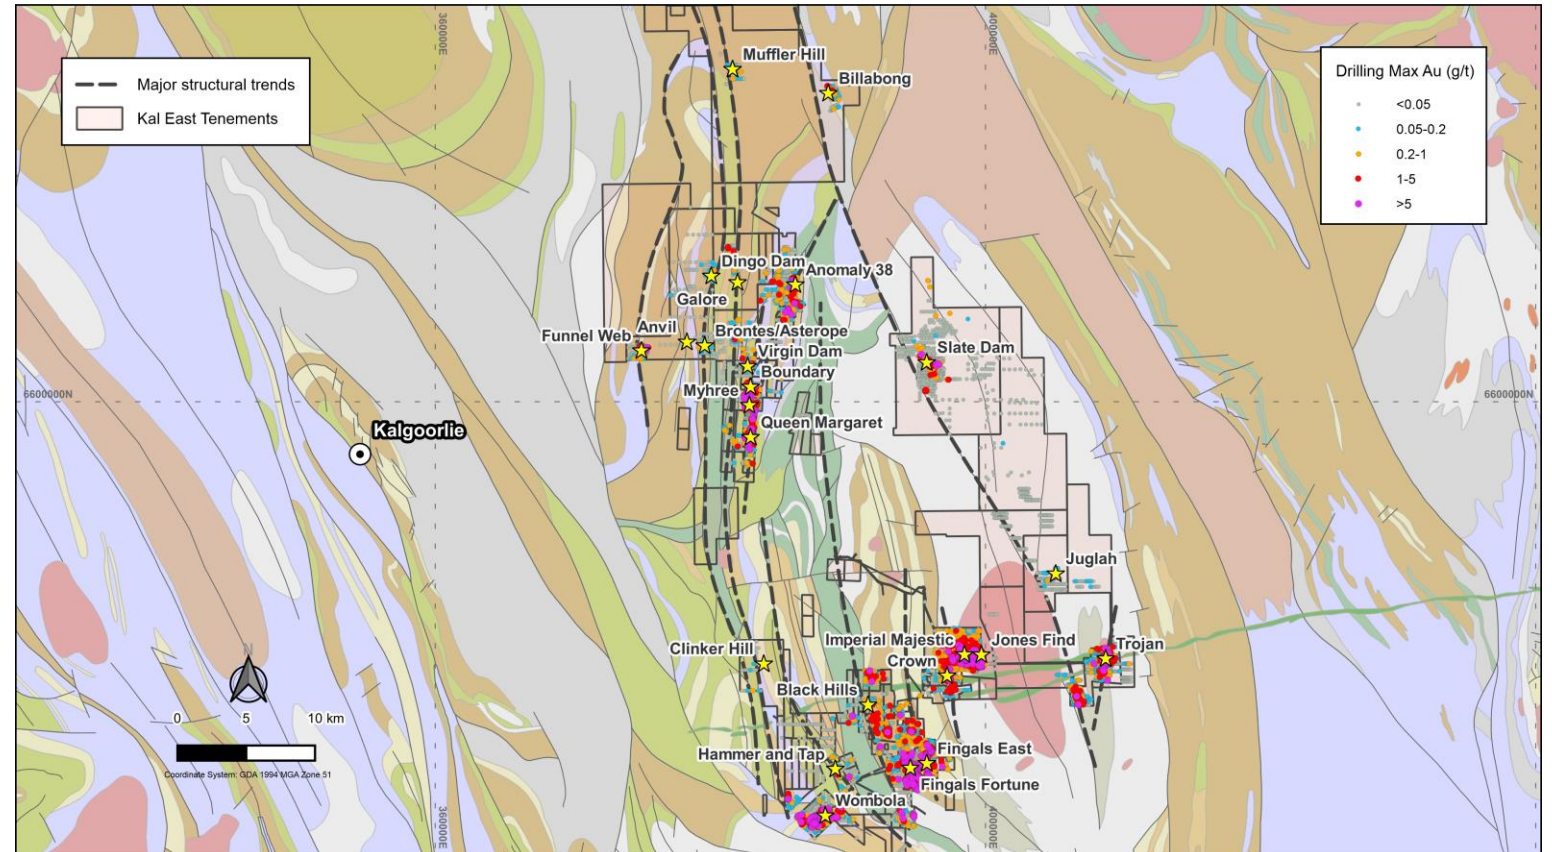 360000E
400000E
Major structural trends
Kal East Tenements
Muffler Hill
Billabong
Drilling Max Au (g/t)
<0.05
0.05-0.2
0.2-1
1-5
>5
Dingo Dam
Anomaly 38
Galore
Funnel Web
Anvil
Brontes/Asterope
Virgin Dam
Boundary
Slate Dam
Myhree
6600000N
6600000N
Queen Margaret
Kalgoorlie
Juglah
Clinker Hill
Imperial Majestic
Jones Find
Trojan
Crown
N
Black Hills
0 5 10 km
Coordinate System: GDA 1994 MGA Zone 51
Hammer and Tap
Fingals East
Fingals Fortune
Wombola
360000E
400000E